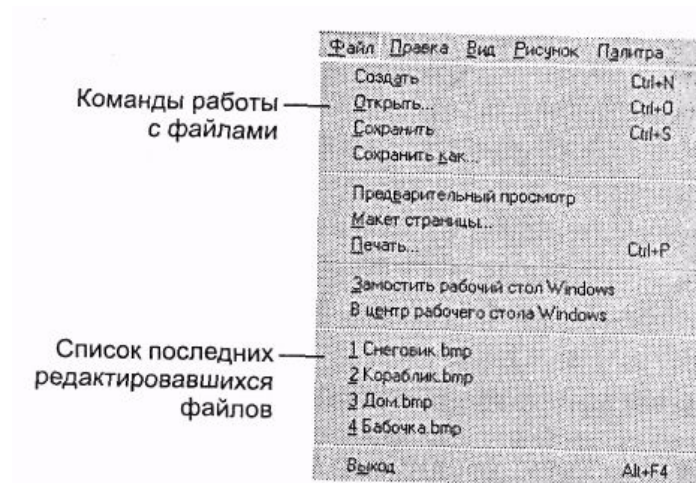 Файл Правка Вид Рисунок Палитра
Создать Ctrl+N
Открыть... Ctrl+O
Сохранить Ctrl+S
Сохранить как...
Предварительный просмотр
Макет страницы...
Печать... Ctrl+P
Замостить рабочий стол Windows
В центр рабочего стола Windows
1 Снеговик.bmp
2 Кораблик.bmp
3 Дом.bmp
4 Бабочка.bmp
Выход Alt+F4
Команды работы
с файлами
Список последних
редактировавшихся
файлов